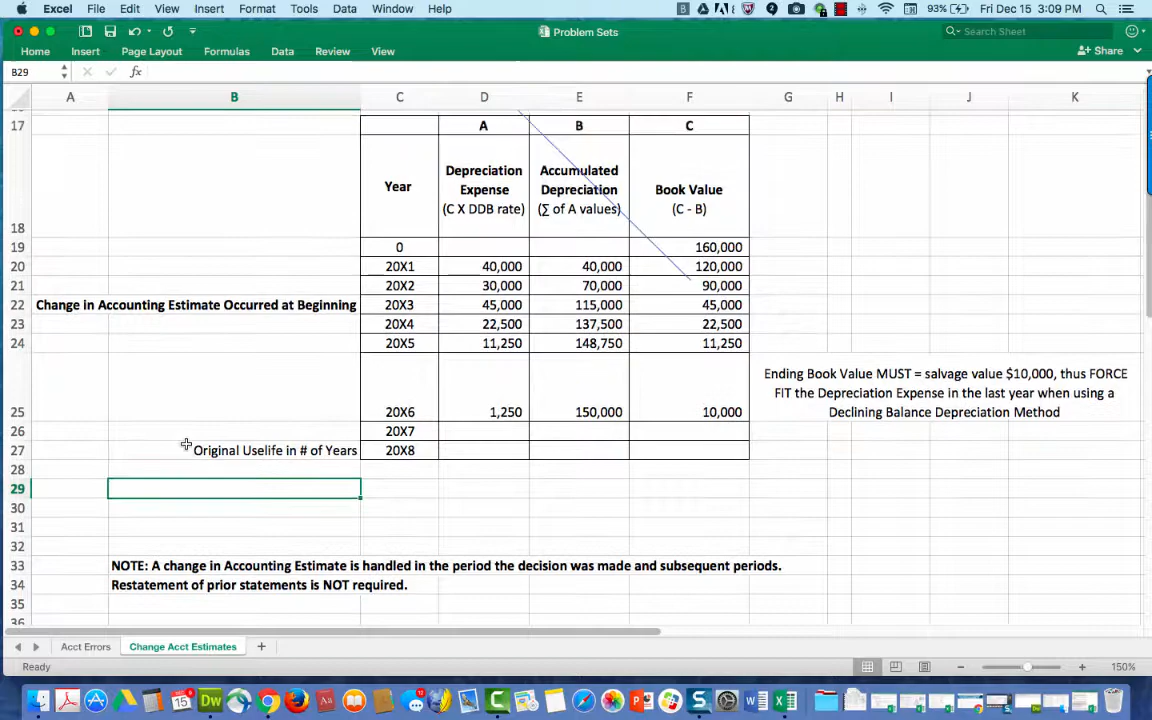 Excel File Edit View Insert Format Tools Data Window Help 93% Fri Dec 15 3:09 PM
Problem Sets
Search Sheet
Home Insert Page Layout Formulas Data Review View
Share
B29 fx
A B C D E F G H I J K
17 A B C
18 Year Depreciation Expense (C X DDB rate) Accumulated Depreciation (∑ of A values) Book Value (C - B)
19 0 160,000
20 20X1 40,000 40,000 120,000
21 20X2 30,000 70,000 90,000
22 Change in Accounting Estimate Occurred at Beginning 20X3 45,000 115,000 45,000
23 20X4 22,500 137,500 22,500
24 20X5 11,250 148,750 11,250
Ending Book Value MUST = salvage value $10,000, thus FORCE
FIT the Depreciation Expense in the last year when using a
25 20X6 1,250 150,000 10,000 Declining Balance Depreciation Method
26 20X7
27 Original Uselife in # of Years 20X8
28
29
30
31
32
33 NOTE: A change in Accounting Estimate is handled in the period the decision was made and subsequent periods.
34 Restatement of prior statements is NOT required.
35
36
Acct Errors Change Acct Estimates +
Ready 150%